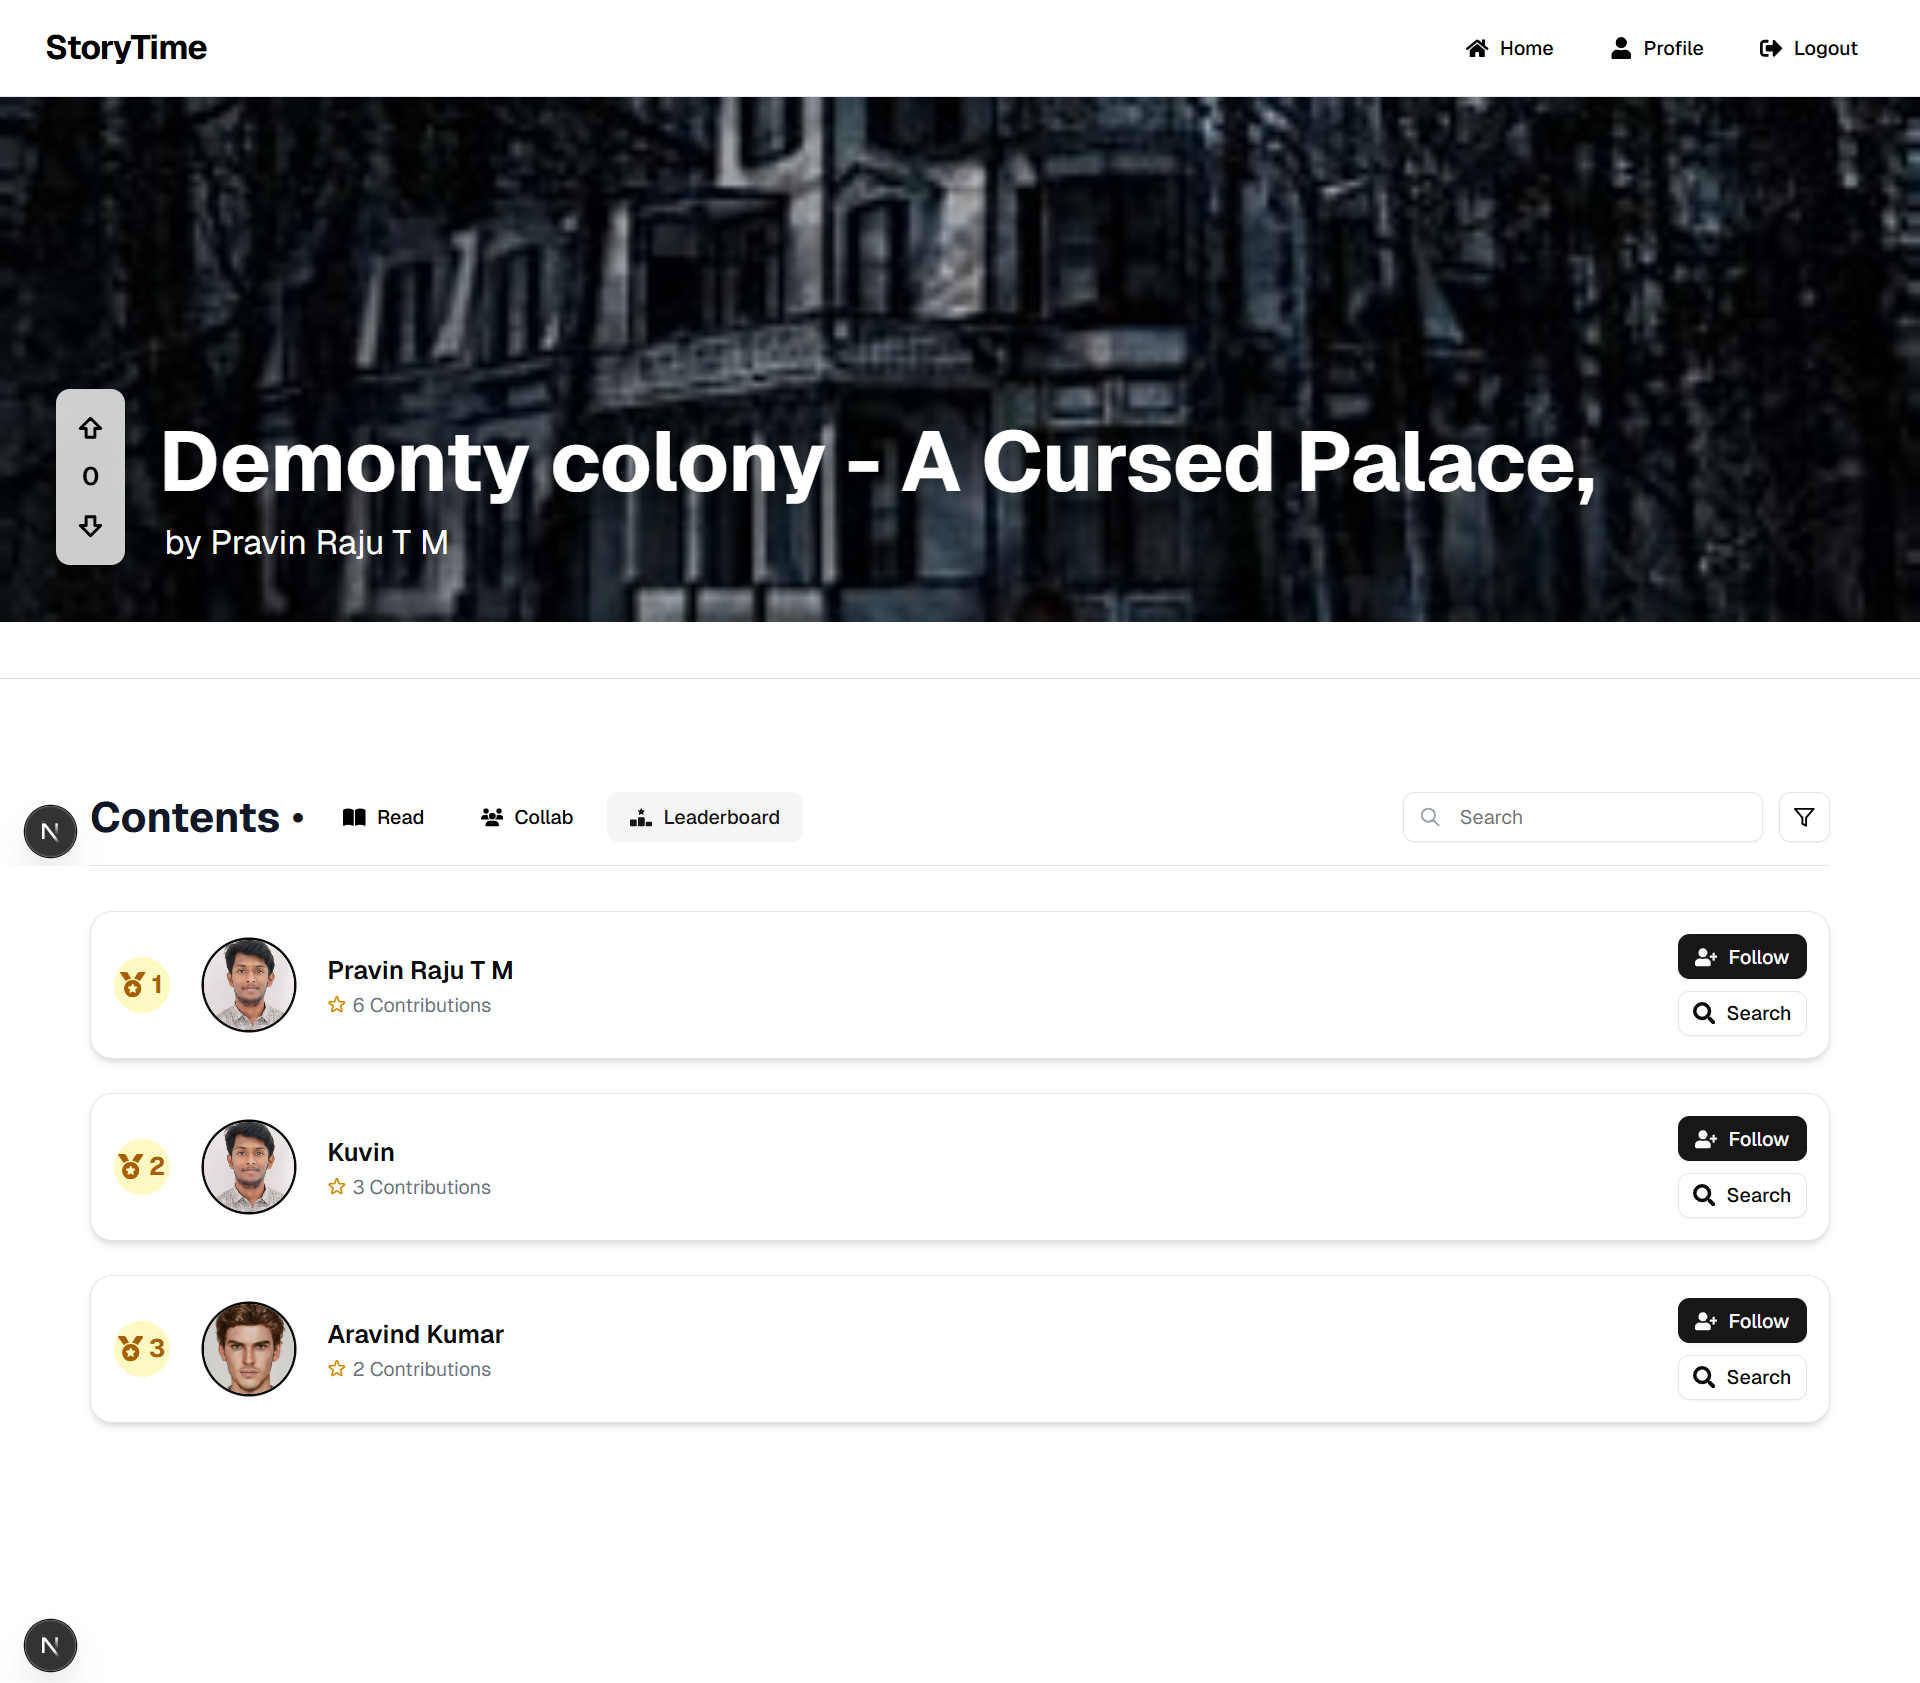 StoryTime
Home Profile Logout
0
Demonty colony - A Cursed Palace,
by Pravin Raju T M
N
Contents • Read Collab Leaderboard Search
1
Pravin Raju T M
6 Contributions
Follow
Search
2
Kuvin
3 Contributions
Follow
Search
3
Aravind Kumar
2 Contributions
Follow
Search
N